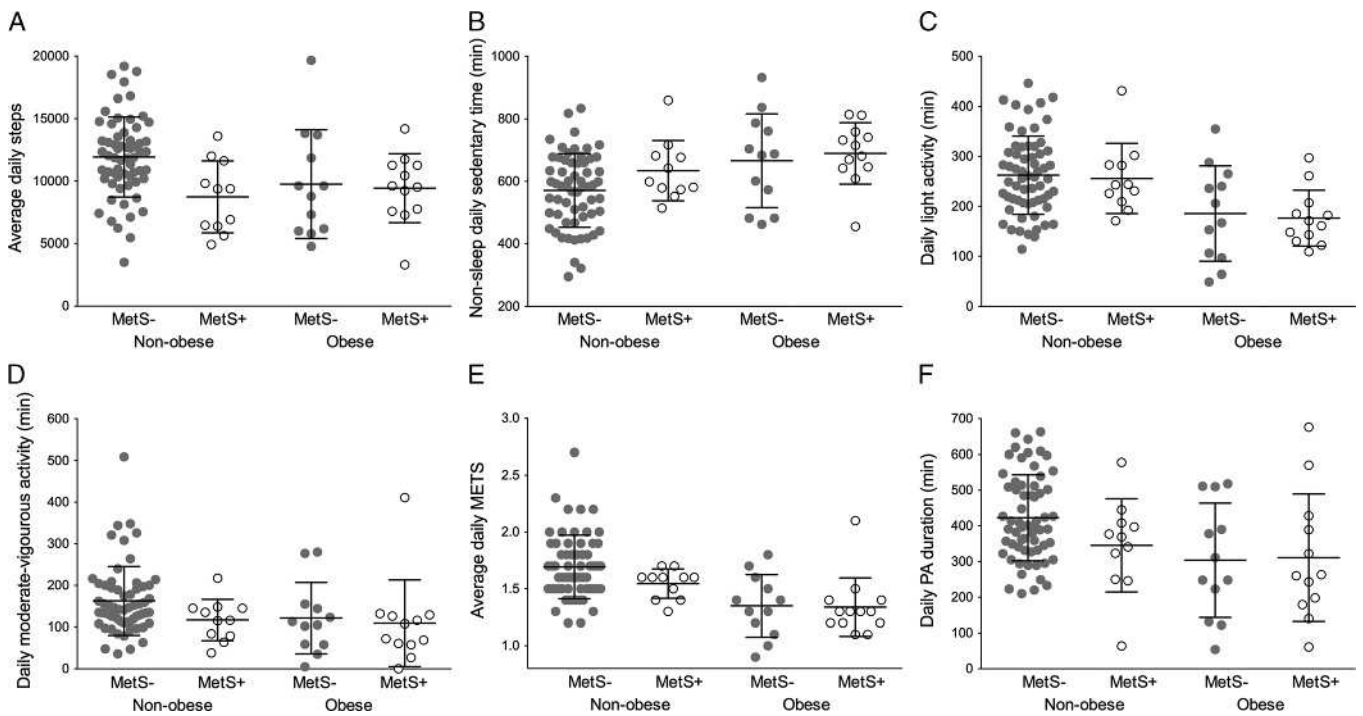 A
Average daily steps
20000
15000
10000
5000
0
MetS- MetS+ MetS- MetS+
Non-obese Obese
B
Non-sleep daily sedentary time (min)
1000
800
600
400
200
MetS- MetS+ MetS- MetS+
Non-obese Obese
C
Daily light activity (min)
500
400
300
200
100
0
MetS- MetS+ MetS- MetS+
Non-obese Obese
D
Daily moderate-vigourous activity (min)
600
500
400
300
200
100
0
MetS- MetS+ MetS- MetS+
Non-obese Obese
E
Average daily METS
3.0
2.5
2.0
1.5
1.0
MetS- MetS+ MetS- MetS+
Non-obese Obese
F
Daily PA duration (min)
700
600
500
400
300
200
100
0
MetS- MetS+ MetS- MetS+
Non-obese Obese